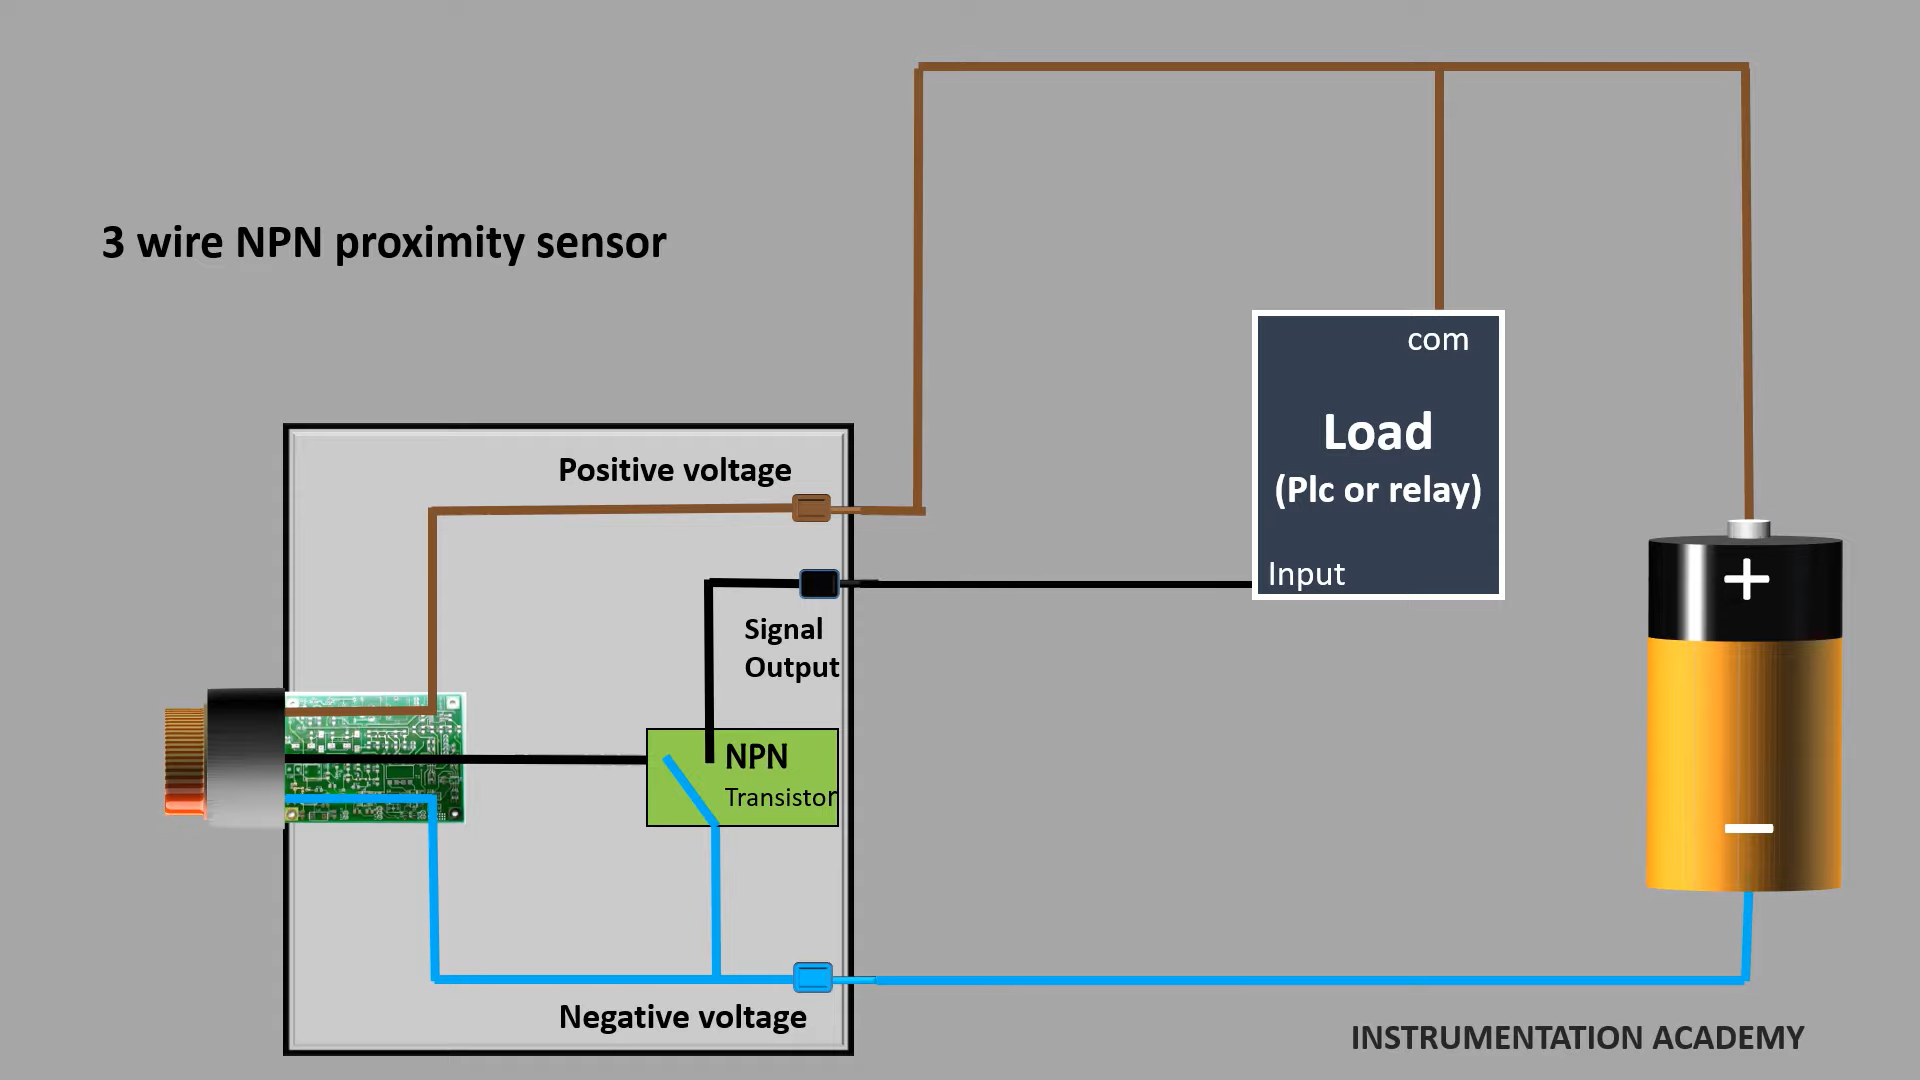 3 wire NPN proximity sensor
com
Load
(Plc or relay)
Input
Positive voltage
Signal
Output
NPN
Transistor
+
−
Negative voltage
INSTRUMENTATION ACADEMY